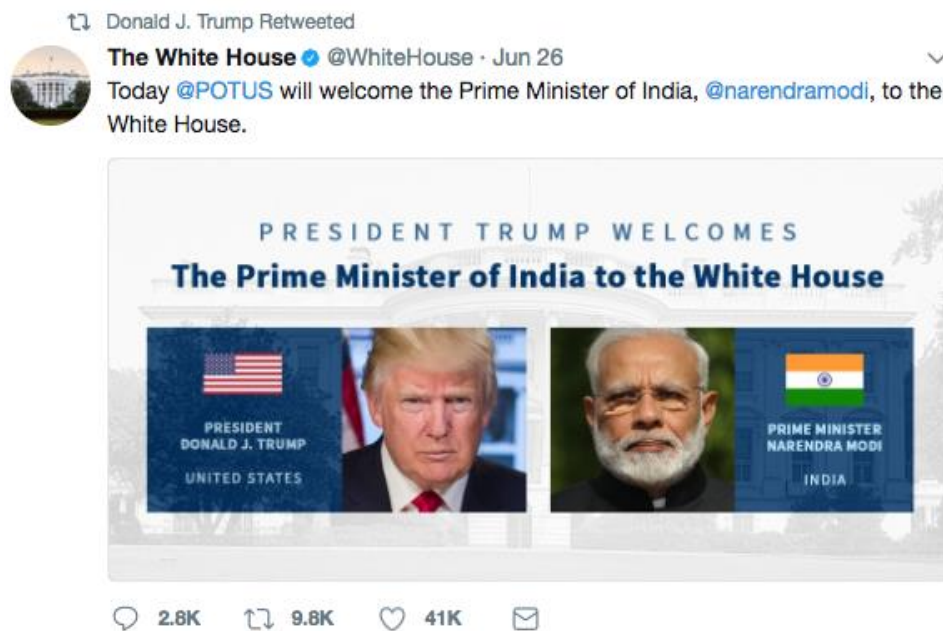 Donald J. Trump Retweeted
The White House @WhiteHouse · Jun 26
Today @POTUS will welcome the Prime Minister of India, @narendramodi, to the
White House.
PRESIDENT TRUMP WELCOMES
The Prime Minister of India to the White House
PRESIDENT
DONALD J. TRUMP
UNITED STATES
PRIME MINISTER
NARENDRA MODI
INDIA
2.8K 9.8K 41K